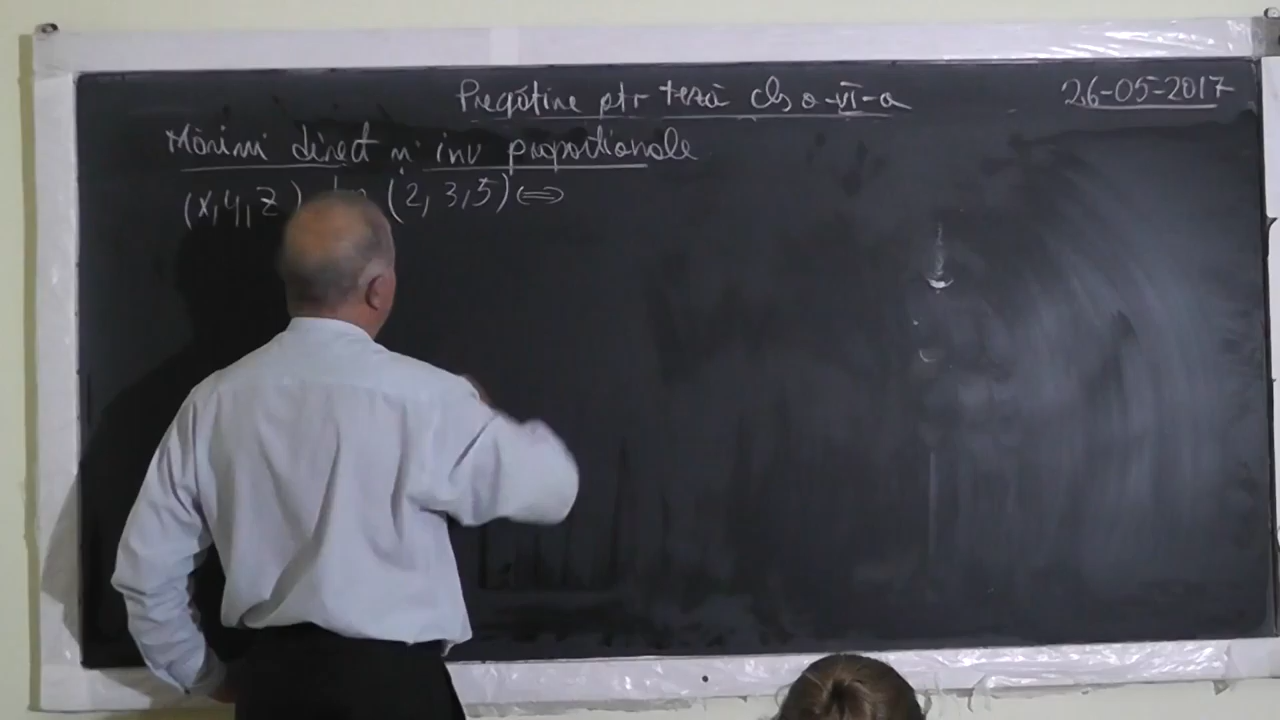 Pregătire ptr teză cls a-VI-a
26-05-2017
Mărimi direct și inv proporționale
(x,y,z) (2,3,5)⇔